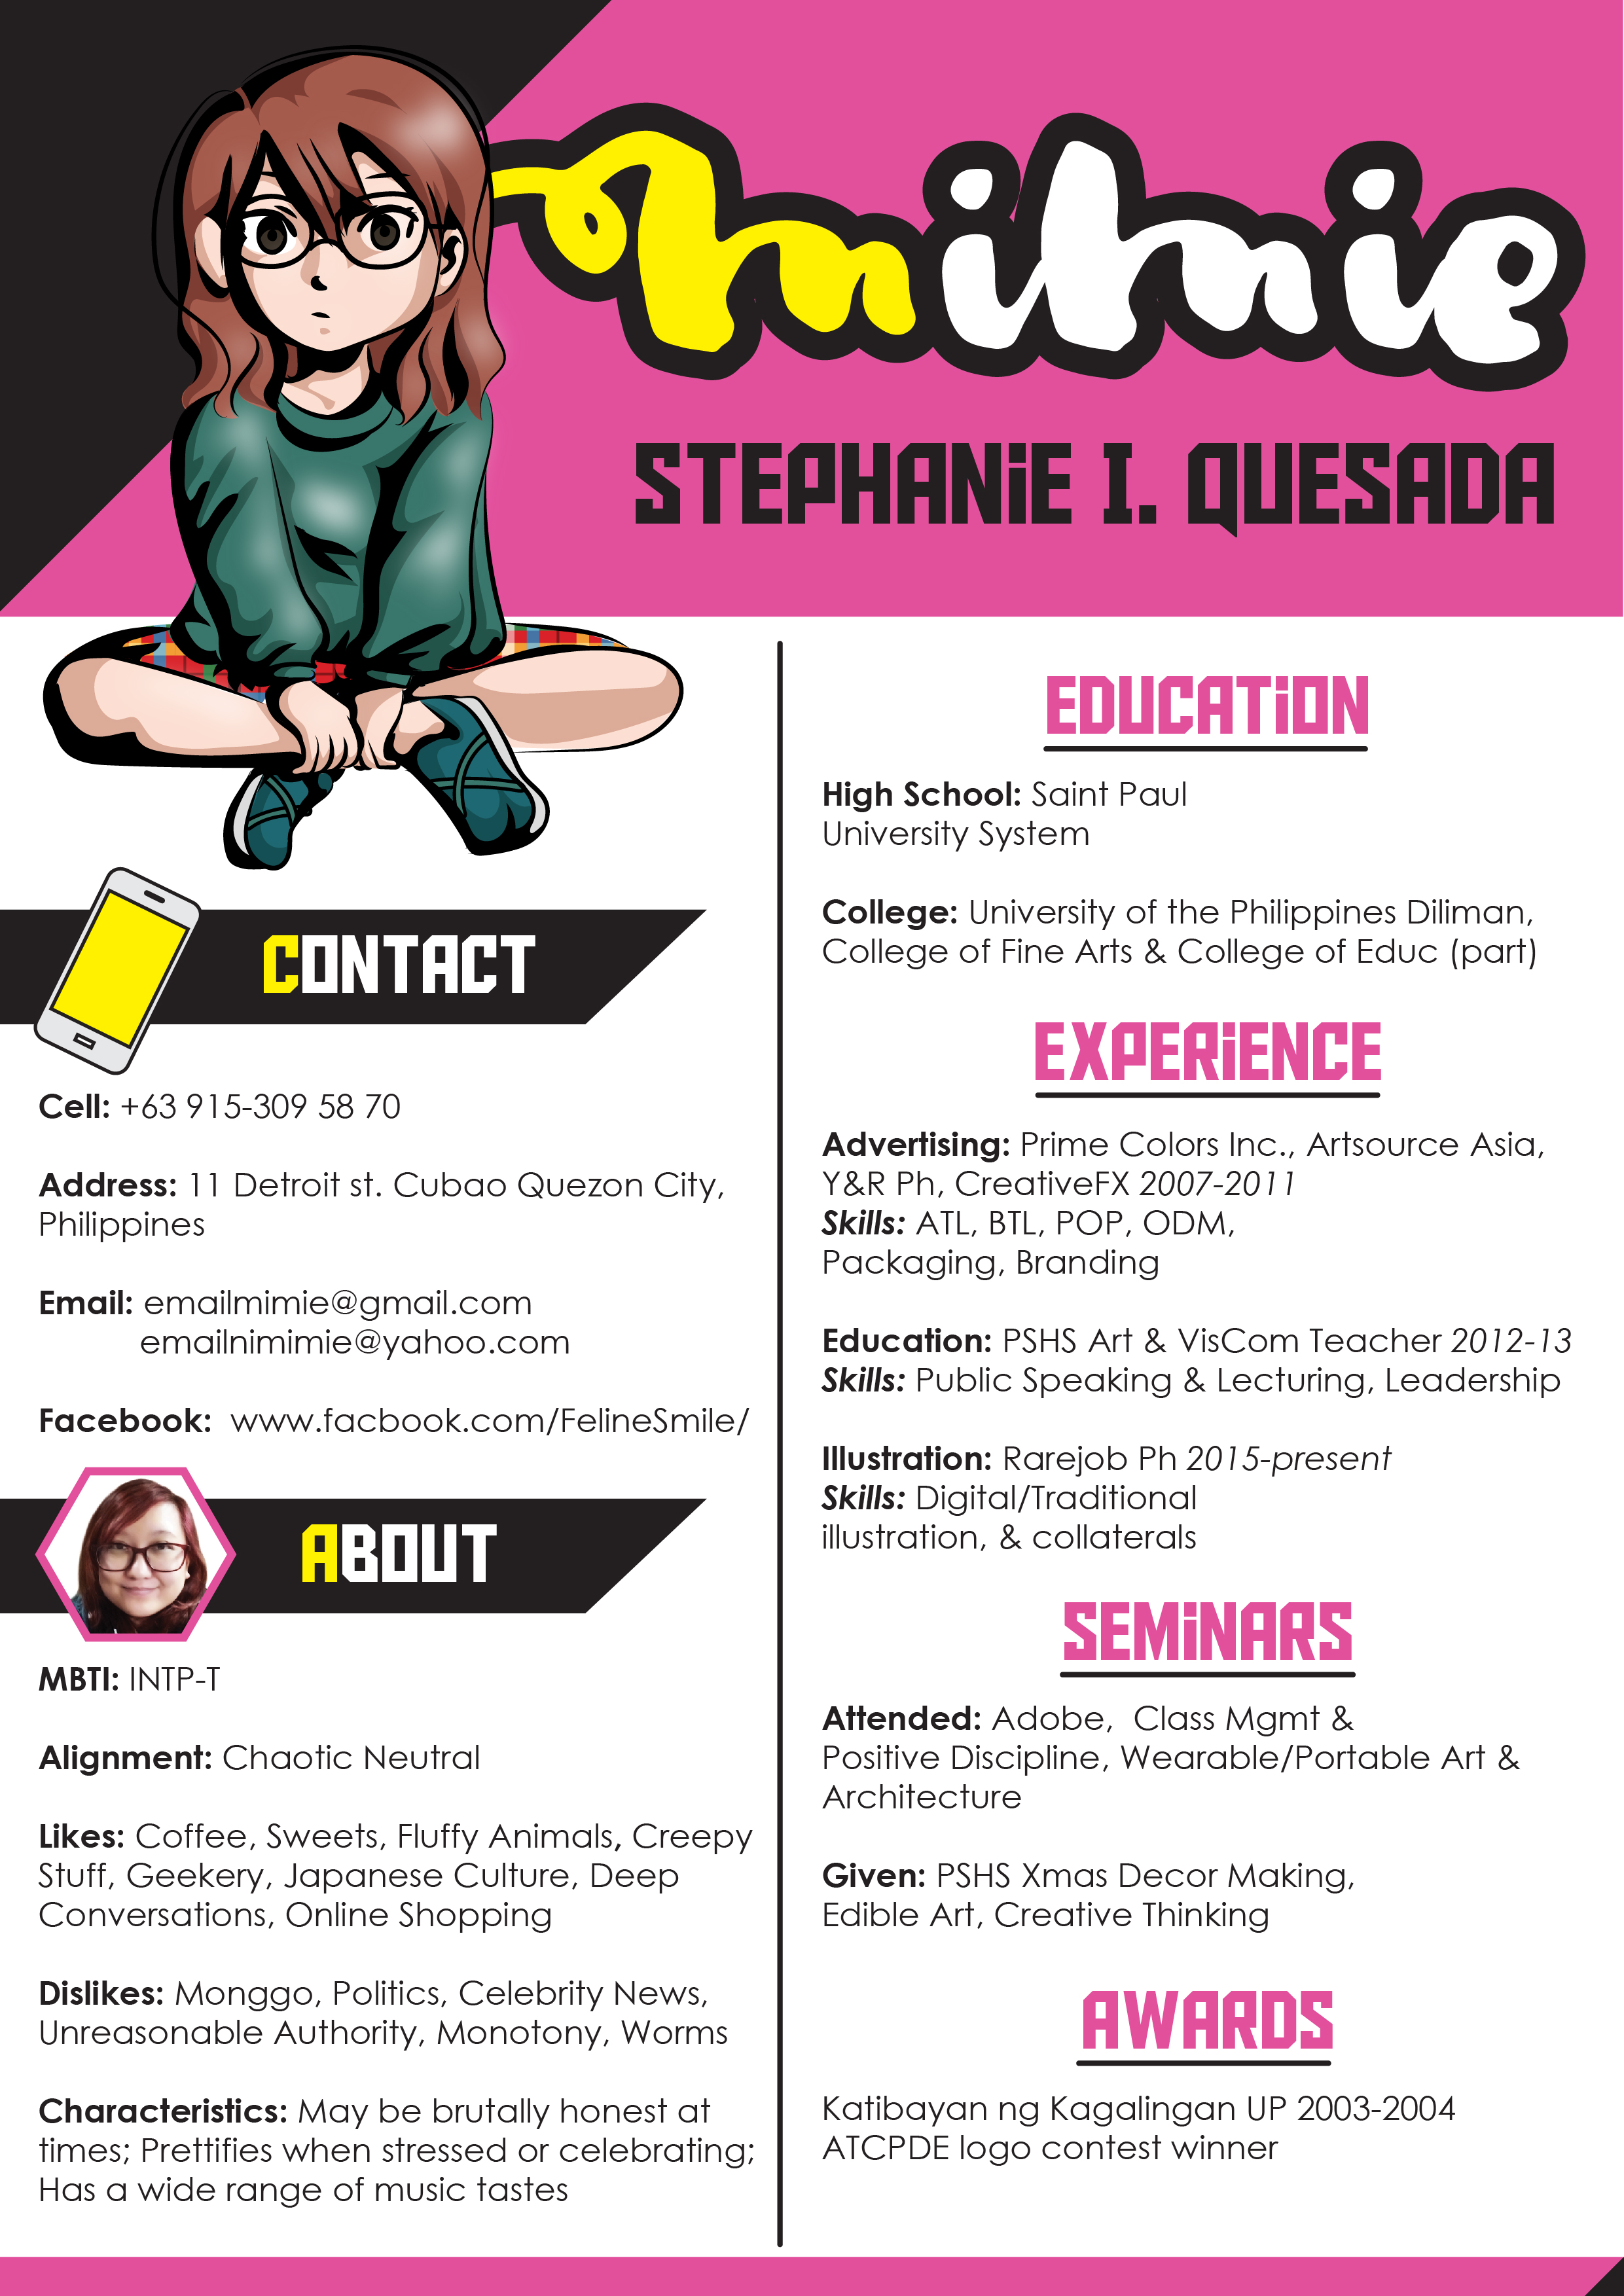 mimie
STEPHANiE I. QUESADA
CONTACT
Cell: +63 915-309 58 70
Address: 11 Detroit st. Cubao Quezon City,
Philippines
Email: emailmimie@gmail.com
emailnimimie@yahoo.com
Facebook:  www.facbook.com/FelineSmile/
ABOUT
MBTI: INTP-T
Alignment: Chaotic Neutral
Likes: Coffee, Sweets, Fluffy Animals, Creepy
Stuff, Geekery, Japanese Culture, Deep
Conversations, Online Shopping
Dislikes: Monggo, Politics, Celebrity News,
Unreasonable Authority, Monotony, Worms
Characteristics: May be brutally honest at
times; Prettifies when stressed or celebrating;
Has a wide range of music tastes
EDUCATiON
High School: Saint Paul
University System
College: University of the Philippines Diliman,
College of Fine Arts & College of Educ (part)
EXPERiENCE
Advertising: Prime Colors Inc., Artsource Asia,
Y&R Ph, CreativeFX 2007-2011
Skills: ATL, BTL, POP, ODM,
Packaging, Branding
Education: PSHS Art & VisCom Teacher 2012-13
Skills: Public Speaking & Lecturing, Leadership
Illustration: Rarejob Ph 2015-present
Skills: Digital/Traditional
illustration, & collaterals
SEMiNARS
Attended: Adobe,  Class Mgmt &
Positive Discipline, Wearable/Portable Art &
Architecture
Given: PSHS Xmas Decor Making,
Edible Art, Creative Thinking
AWARDS
Katibayan ng Kagalingan UP 2003-2004
ATCPDE logo contest winner